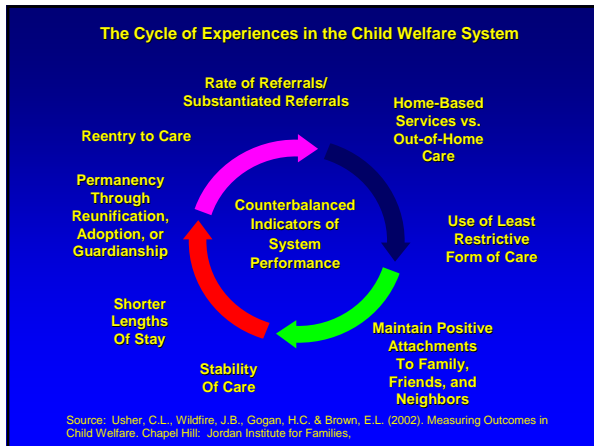 The Cycle of Experiences in the Child Welfare System
Rate of Referrals/
Substantiated Referrals
Home-Based
Services vs.
Out-of-Home
Care
Use of Least
Restrictive
Form of Care
Maintain Positive
Attachments
To Family,
Friends, and
Neighbors
Stability
Of Care
Shorter
Lengths
Of Stay
Permanency
Through
Reunification,
Adoption, or
Guardianship
Reentry to Care
Counterbalanced
Indicators of
System
Performance
Source: Usher, C.L., Wildfire, J.B., Gogan, H.C. & Brown, E.L. (2002). Measuring Outcomes in
Child Welfare. Chapel Hill: Jordan Institute for Families,